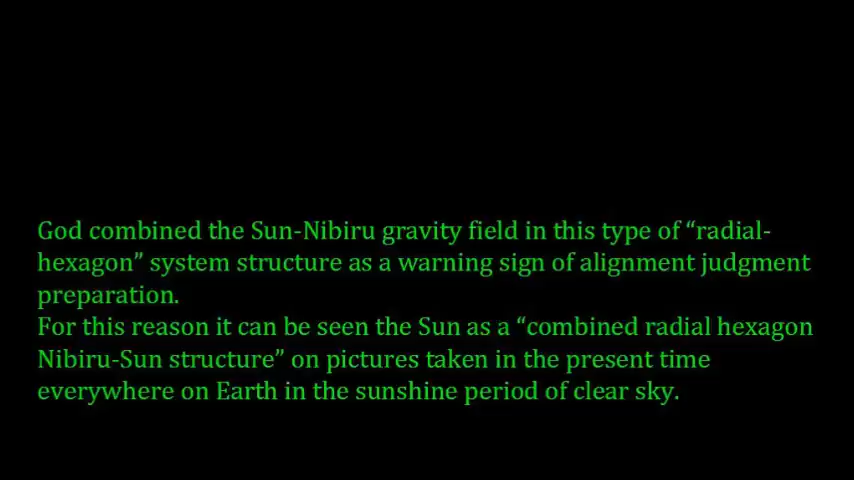 God combined the Sun-Nibiru gravity field in this type of “radial-
hexagon” system structure as a warning sign of alignment judgment
preparation.
For this reason it can be seen the Sun as a “combined radial hexagon
Nibiru-Sun structure” on pictures taken in the present time
everywhere on Earth in the sunshine period of clear sky.